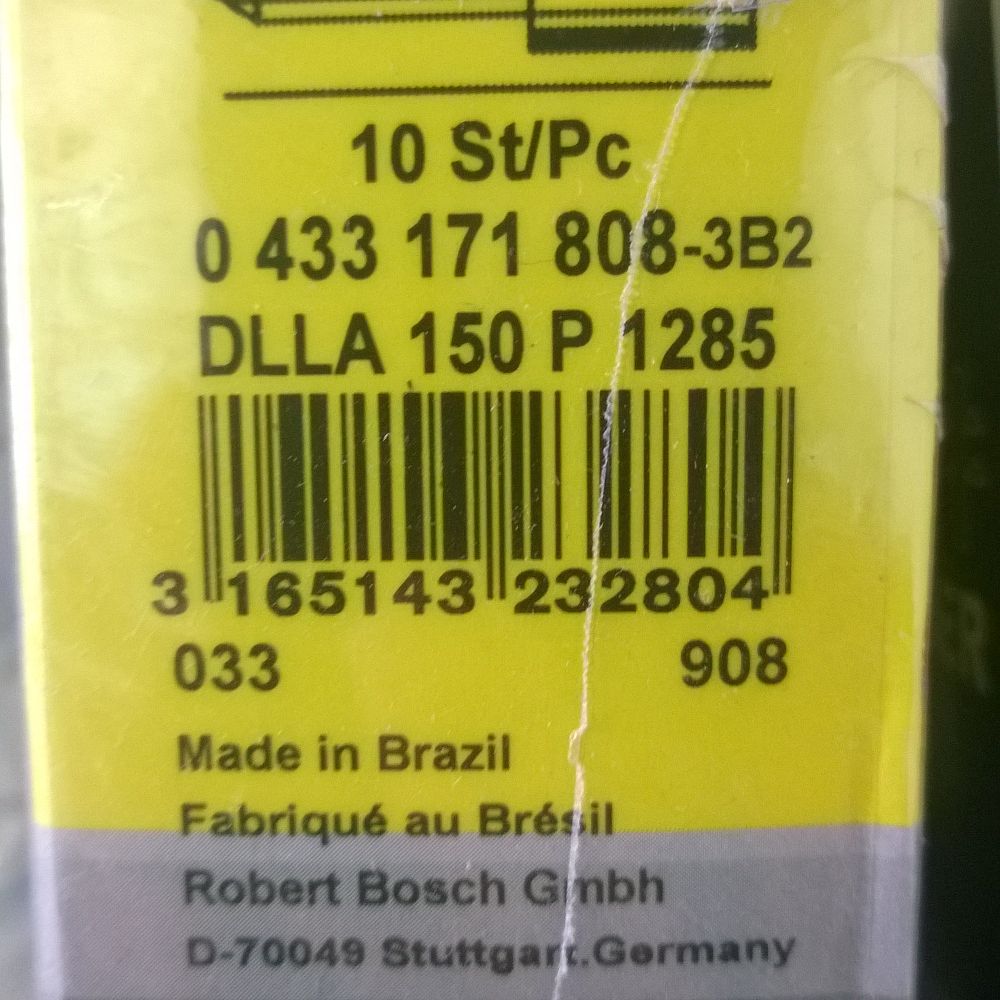 10 St/Pc
0 433 171 808-3B2
DLLA 150 P 1285
3 165143 232804
033 908
Made in Brazil
Fabriqué au Brésil
Robert Bosch Gmbh
D-70049 Stuttgart.Germany